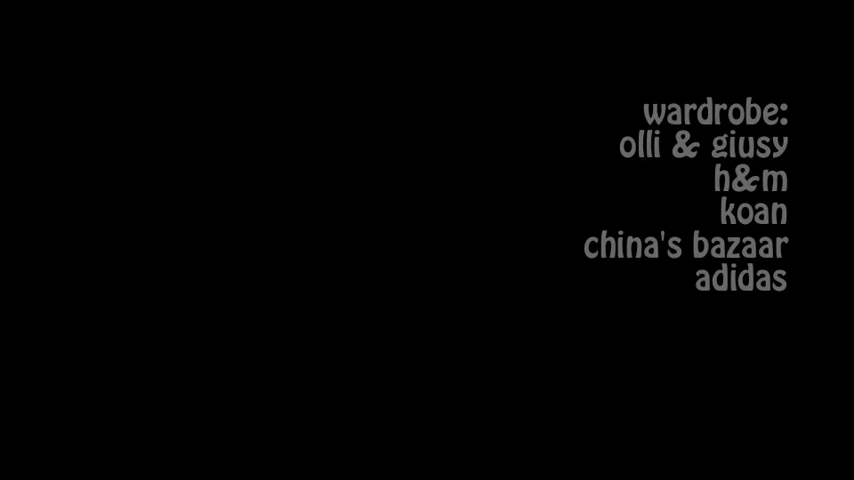 wardrobe:
olli & giusy
h&m
koan
china's bazaar
adidas